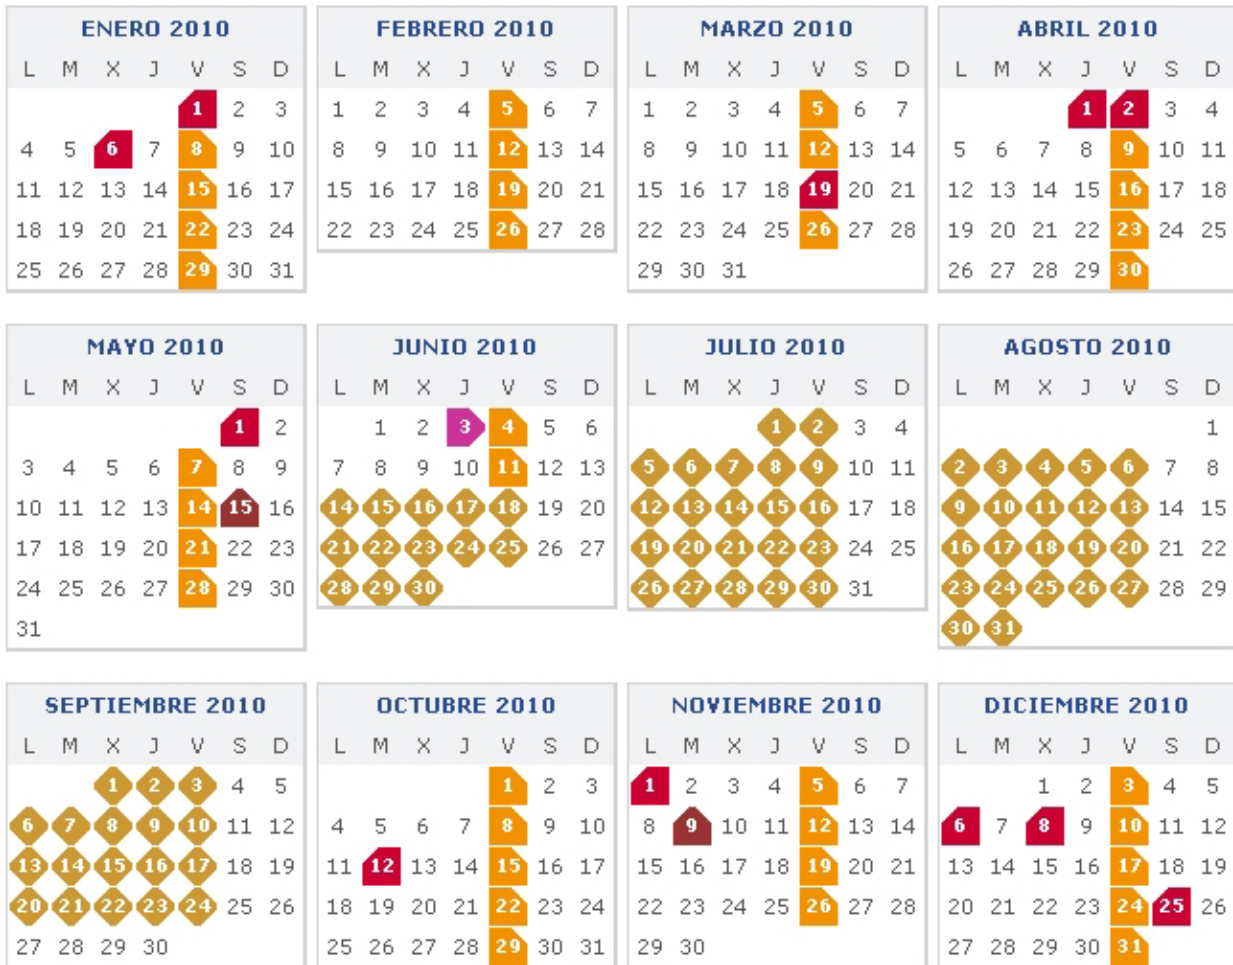 ENERO 2010
L M X J V S D
1 2 3
4 5 6 7 8 9 10
11 12 13 14 15 16 17
18 19 20 21 22 23 24
25 26 27 28 29 30 31
FEBRERO 2010
L M X J V S D
1 2 3 4 5 6 7
8 9 10 11 12 13 14
15 16 17 18 19 20 21
22 23 24 25 26 27 28
MARZO 2010
L M X J V S D
1 2 3 4 5 6 7
8 9 10 11 12 13 14
15 16 17 18 19 20 21
22 23 24 25 26 27 28
29 30 31
ABRIL 2010
L M X J V S D
1 2 3 4
5 6 7 8 9 10 11
12 13 14 15 16 17 18
19 20 21 22 23 24 25
26 27 28 29 30
MAYO 2010
L M X J V S D
1 2
3 4 5 6 7 8 9
10 11 12 13 14 15 16
17 18 19 20 21 22 23
24 25 26 27 28 29 30
31
JUNIO 2010
L M X J V S D
1 2 3 4 5 6
7 8 9 10 11 12 13
14 15 16 17 18 19 20
21 22 23 24 25 26 27
28 29 30
JULIO 2010
L M X J V S D
1 2 3 4
5 6 7 8 9 10 11
12 13 14 15 16 17 18
19 20 21 22 23 24 25
26 27 28 29 30 31
AGOSTO 2010
L M X J V S D
1
2 3 4 5 6 7 8
9 10 11 12 13 14 15
16 17 18 19 20 21 22
23 24 25 26 27 28 29
30 31
SEPTIEMBRE 2010
L M X J V S D
1 2 3 4 5
6 7 8 9 10 11 12
13 14 15 16 17 18 19
20 21 22 23 24 25 26
27 28 29 30
OCTUBRE 2010
L M X J V S D
1 2 3
4 5 6 7 8 9 10
11 12 13 14 15 16 17
18 19 20 21 22 23 24
25 26 27 28 29 30 31
NOVIEMBRE 2010
L M X J V S D
1 2 3 4 5 6 7
8 9 10 11 12 13 14
15 16 17 18 19 20 21
22 23 24 25 26 27 28
29 30
DICIEMBRE 2010
L M X J V S D
1 2 3 4 5
6 7 8 9 10 11 12
13 14 15 16 17 18 19
20 21 22 23 24 25 26
27 28 29 30 31